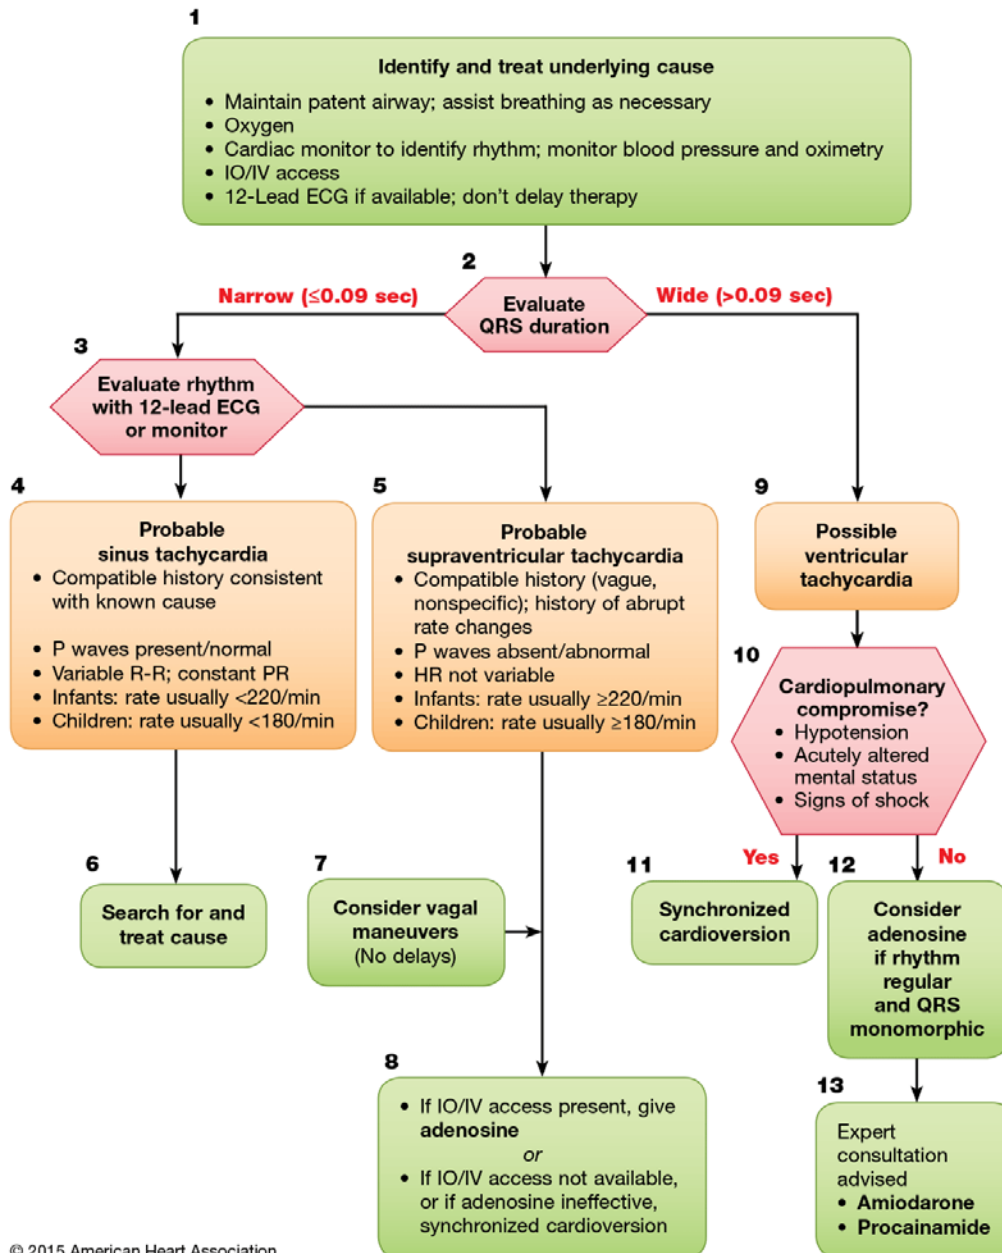 1
Identify and treat underlying cause
• Maintain patent airway; assist breathing as necessary
• Oxygen
• Cardiac monitor to identify rhythm; monitor blood pressure and oximetry
• IO/IV access
• 12-Lead ECG if available; don’t delay therapy
2
Narrow (≤0.09 sec)
Evaluate
QRS duration
Wide (>0.09 sec)
3
Evaluate rhythm
with 12-lead ECG
or monitor
4
Probable
sinus tachycardia
• Compatible history consistent
with known cause
• P waves present/normal
• Variable R-R; constant PR
• Infants: rate usually <220/min
• Children: rate usually <180/min
5
Probable
supraventricular tachycardia
• Compatible history (vague,
nonspecific); history of abrupt
rate changes
• P waves absent/abnormal
• HR not variable
• Infants: rate usually ≥220/min
• Children: rate usually ≥180/min
9
Possible
ventricular
tachycardia
10
Cardiopulmonary
compromise?
• Hypotension
• Acutely altered
mental status
• Signs of shock
Yes
No
6
Search for and
treat cause
7
Consider vagal
maneuvers
(No delays)
11
Synchronized
cardioversion
12
Consider
adenosine
if rhythm
regular
and QRS
monomorphic
8
• If IO/IV access present, give
adenosine
or
• If IO/IV access not available,
or if adenosine ineffective,
synchronized cardioversion
13
Expert
consultation
advised
• Amiodarone
• Procainamide
© 2015 American Heart Association